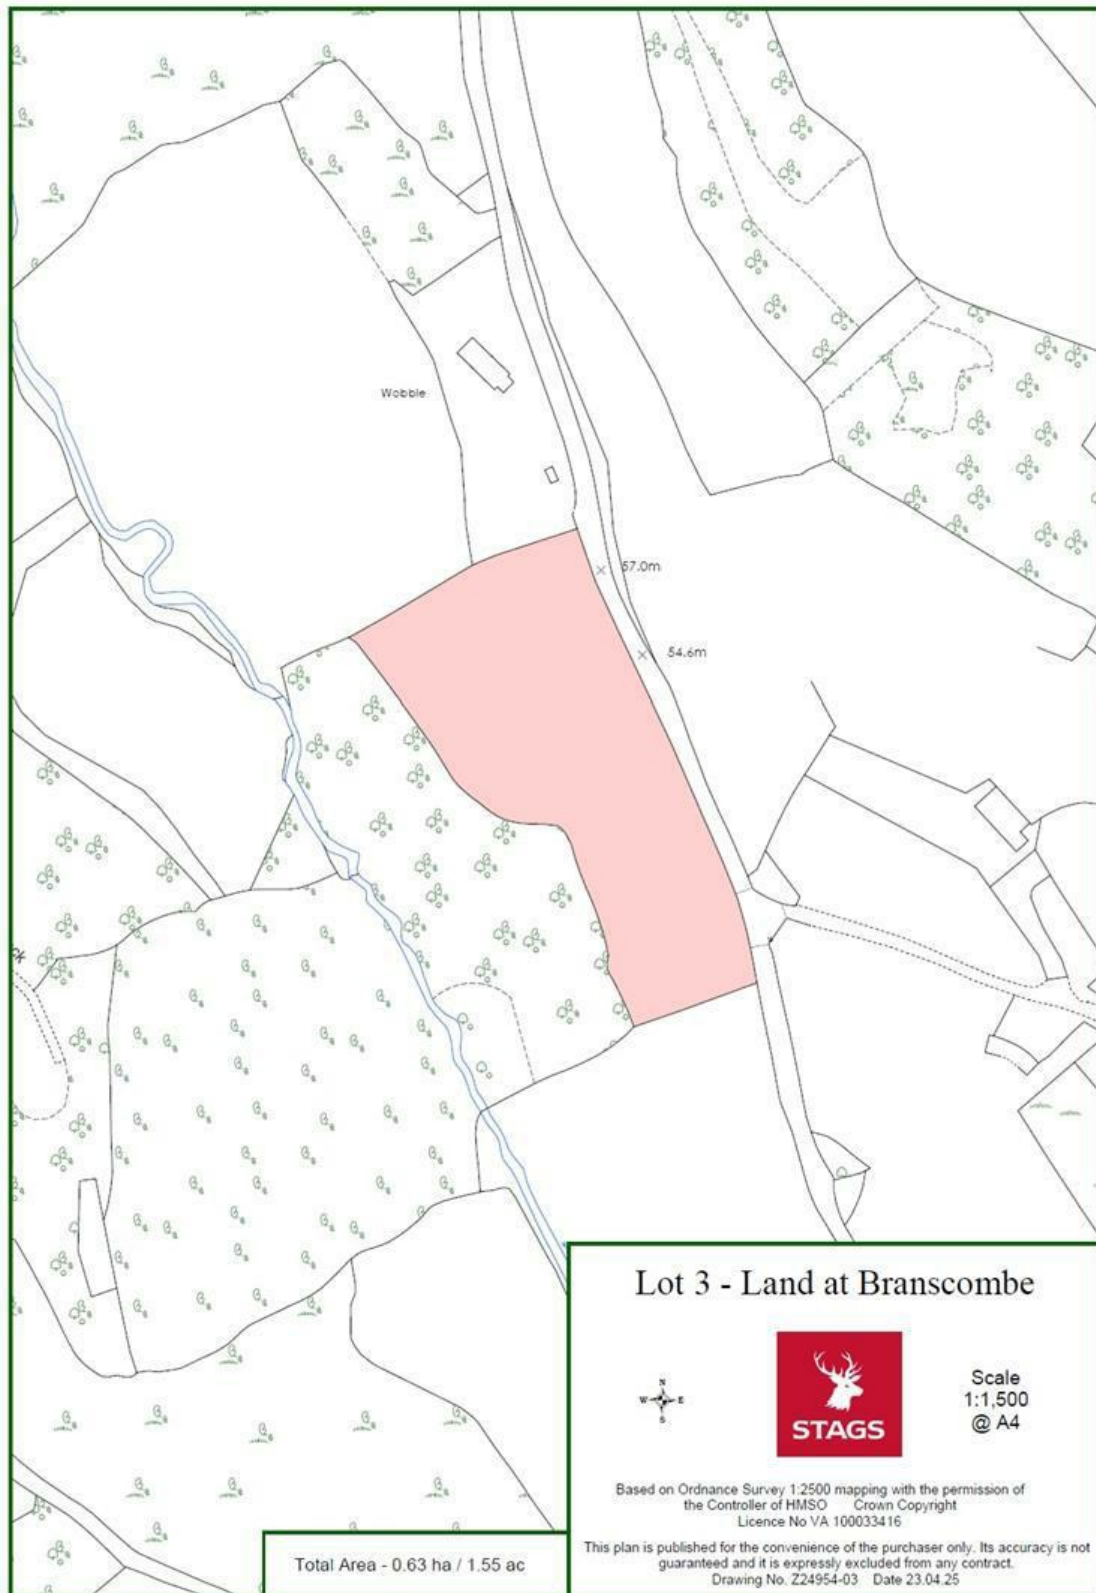 Wobble
57.0m
54.6m
Lot 3 - Land at Branscombe
N
W E
S
STAGS
Scale
1:1,500
@ A4
Based on Ordnance Survey 1:2500 mapping with the permission of
the Controller of HMSO Crown Copyright
Licence No VA 100033416
This plan is published for the convenience of the purchaser only. Its accuracy is not
guaranteed and it is expressly excluded from any contract.
Drawing No. Z24954-03 Date 23.04.25
Total Area - 0.63 ha / 1.55 ac